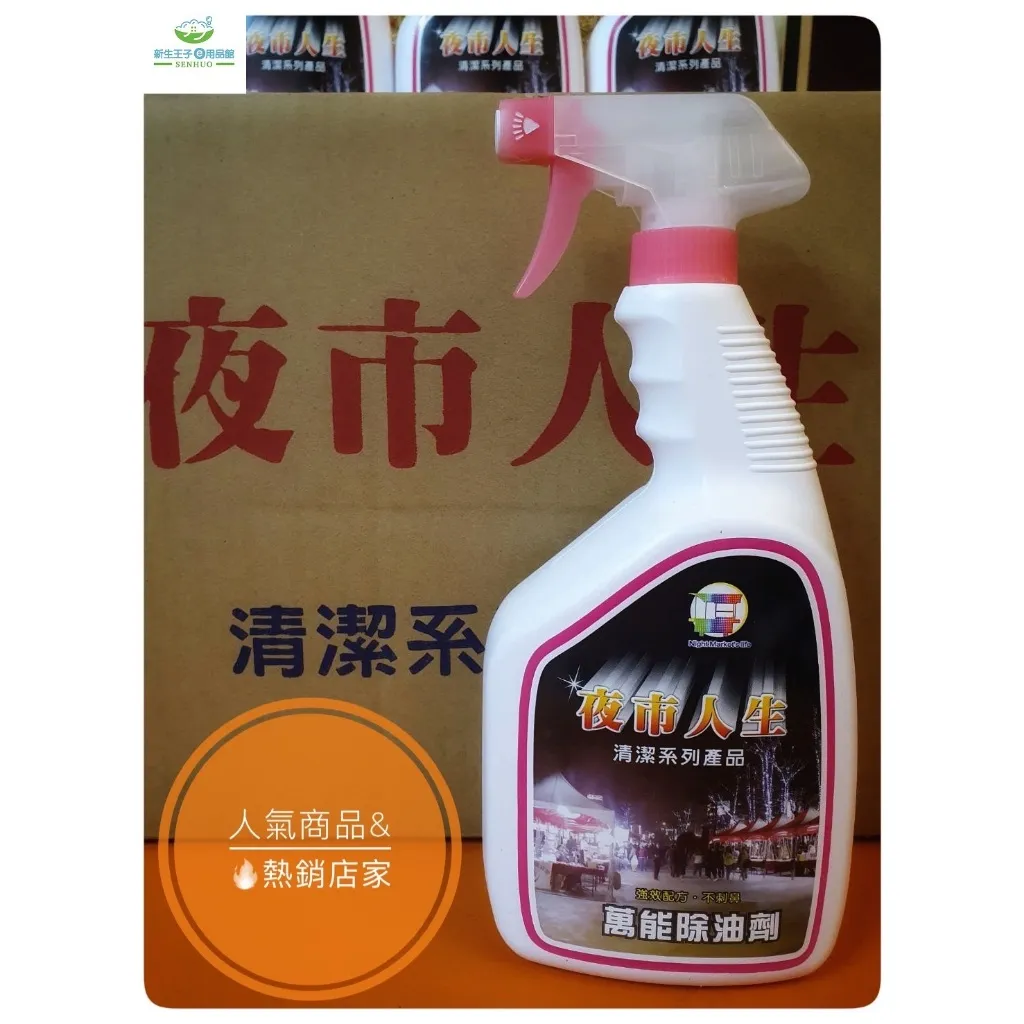 新生王子e用品館
SENHUO
夜市人生
清潔系列產品
夜市人生
清潔系列產品
夜市人生
清潔系列產品
夜市人生
清潔系
Night Market's life
夜市人生
清潔系列產品
強效配方・不刺鼻
萬能除油劑
人氣商品&
🔥熱銷店家